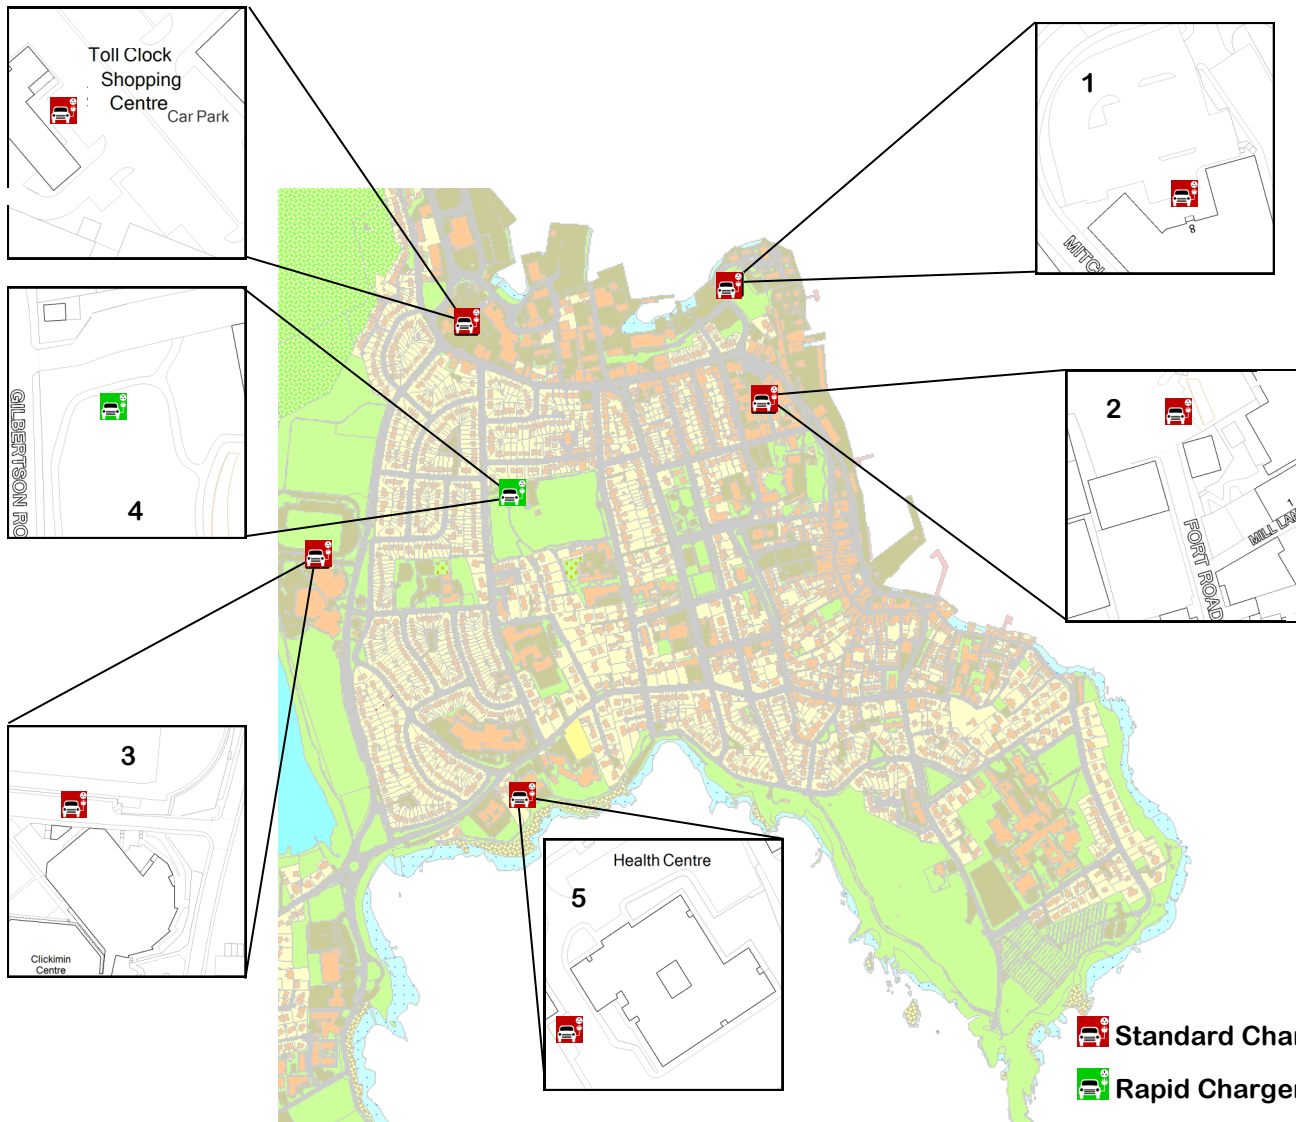 Toll Clock
Shopping
Centre
Car Park
1
8
4
GILBERTSON RO
2
1
MILL LAN
FORT ROAD
3
Clickimin
Centre
Health Centre
5
Standard Char
Rapid Charger